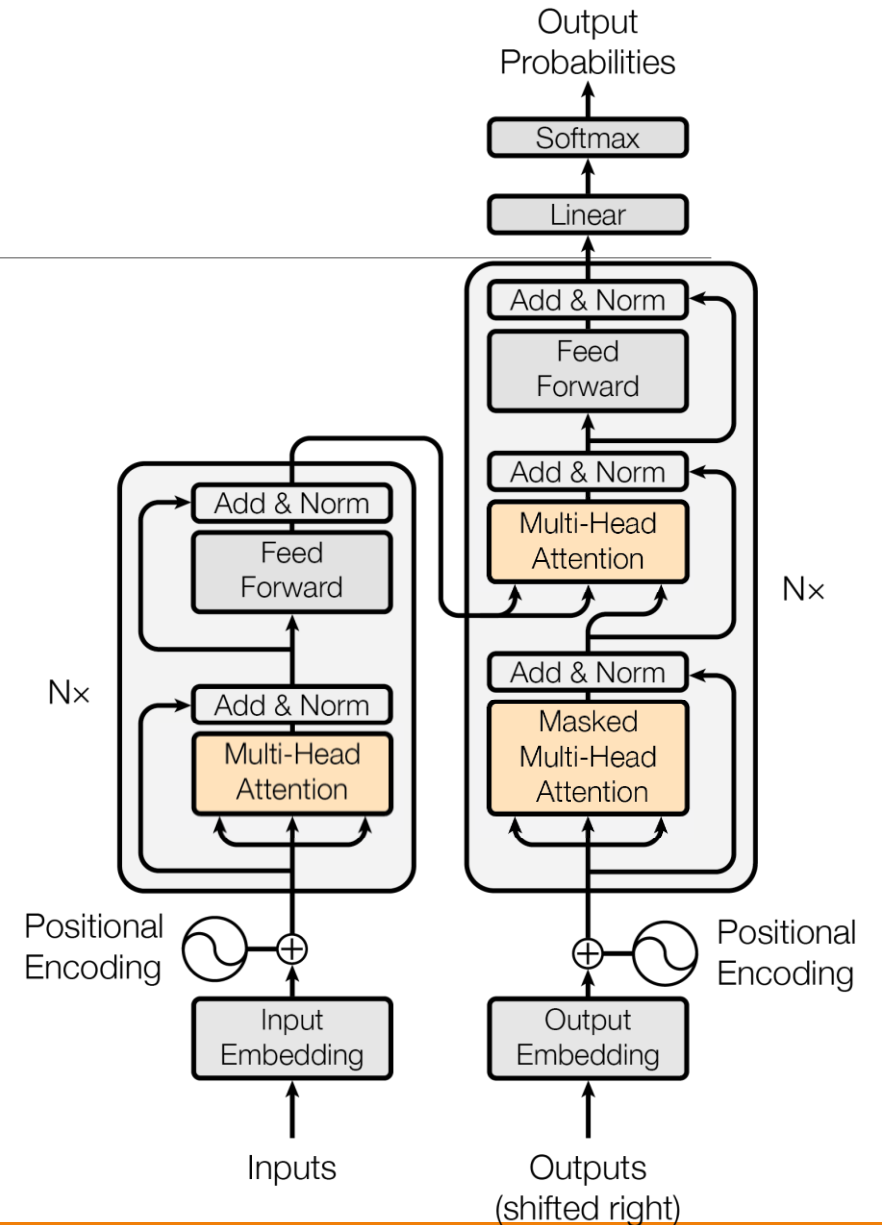 Output
Probabilities
Softmax
Linear
Add & Norm
Feed
Forward
Add & Norm
Multi-Head
Attention
Add & Norm
Masked
Multi-Head
Attention
Nx
Add & Norm
Feed
Forward
Add & Norm
Multi-Head
Attention
Nx
Positional
Encoding
Positional
Encoding
Input
Embedding
Output
Embedding
Inputs
Outputs
(shifted right)